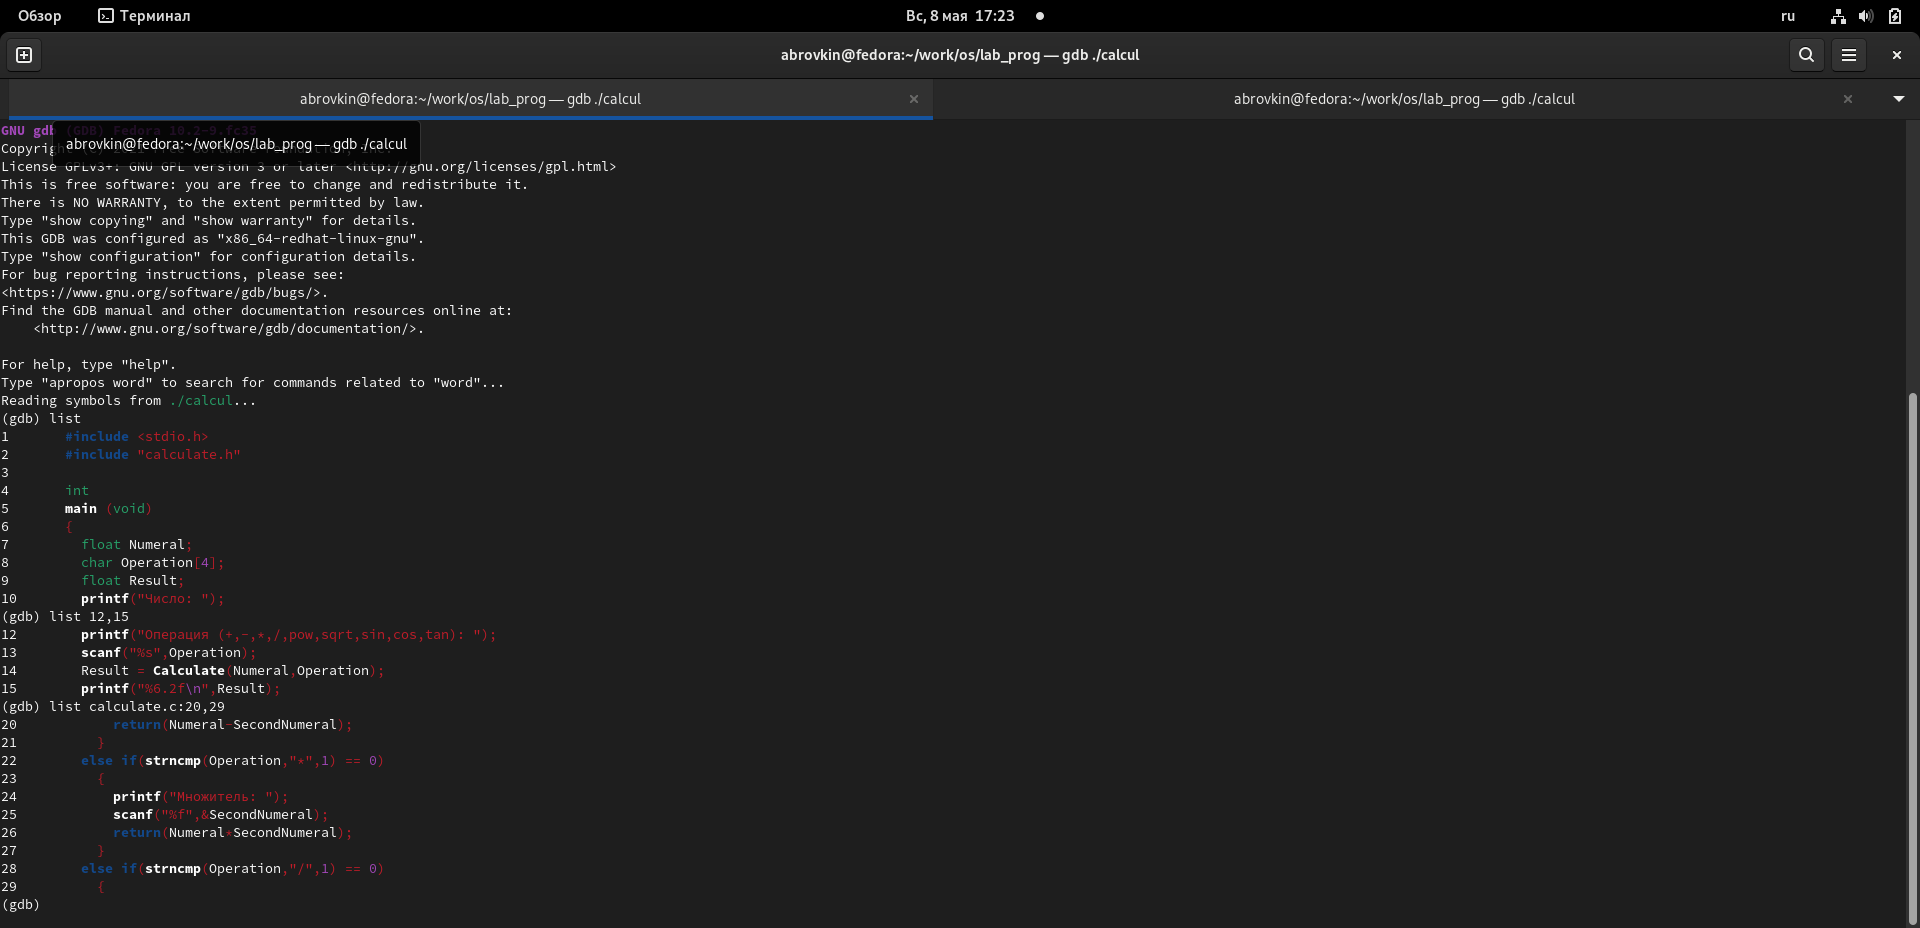 Обзор
Терминал
Вс, 8 мая 17:23
ru
abrovkin@fedora:~/work/os/lab_prog — gdb ./calcul
abrovkin@fedora:~/work/os/lab_prog — gdb ./calcul
abrovkin@fedora:~/work/os/lab_prog — gdb ./calcul
GNU gdb (GDB) Fedora 10.2-9.fc35
abrovkin@fedora:~/work/os/lab_prog — gdb ./calcul
License GPLv3+: GNU GPL version 3 or later <http://gnu.org/licenses/gpl.html>
This is free software: you are free to change and redistribute it.
There is NO WARRANTY, to the extent permitted by law.
Type "show copying" and "show warranty" for details.
This GDB was configured as "x86_64-redhat-linux-gnu".
Type "show configuration" for configuration details.
For bug reporting instructions, please see:
<https://www.gnu.org/software/gdb/bugs/>.
Find the GDB manual and other documentation resources online at:
    <http://www.gnu.org/software/gdb/documentation/>.
For help, type "help".
Type "apropos word" to search for commands related to "word"...
Reading symbols from ./calcul...
(gdb) list
1       #include <stdio.h>
2       #include "calculate.h"
3
4       int
5       main (void)
6       {
7         float Numeral;
8         char Operation[4];
9         float Result;
10        printf("Число: ");
(gdb) list 12,15
12        printf("Операция (+,-,*,/,pow,sqrt,sin,cos,tan): ");
13        scanf("%s",Operation);
14        Result = Calculate(Numeral,Operation);
15        printf("%6.2f\n",Result);
(gdb) list calculate.c:20,29
20            return(Numeral-SecondNumeral);
21          }
22        else if(strncmp(Operation,"*",1) == 0)
23          {
24            printf("Множитель: ");
25            scanf("%f",&SecondNumeral);
26            return(Numeral*SecondNumeral);
27          }
28        else if(strncmp(Operation,"/",1) == 0)
29          {
(gdb)